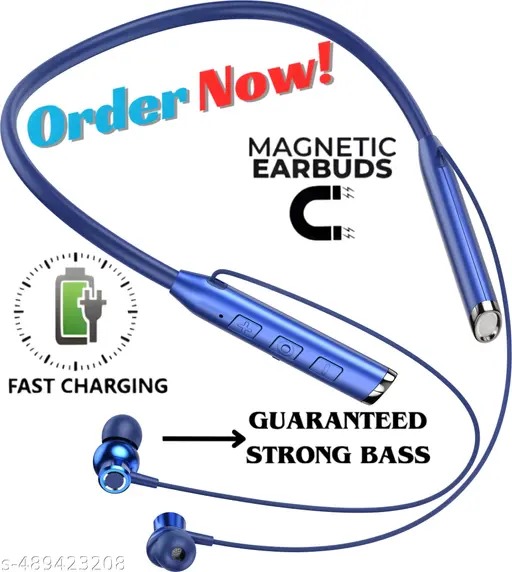 Order Now!
MAGNETIC
EARBUDS
FAST CHARGING
GUARANTEED
STRONG BASS
s-489423208